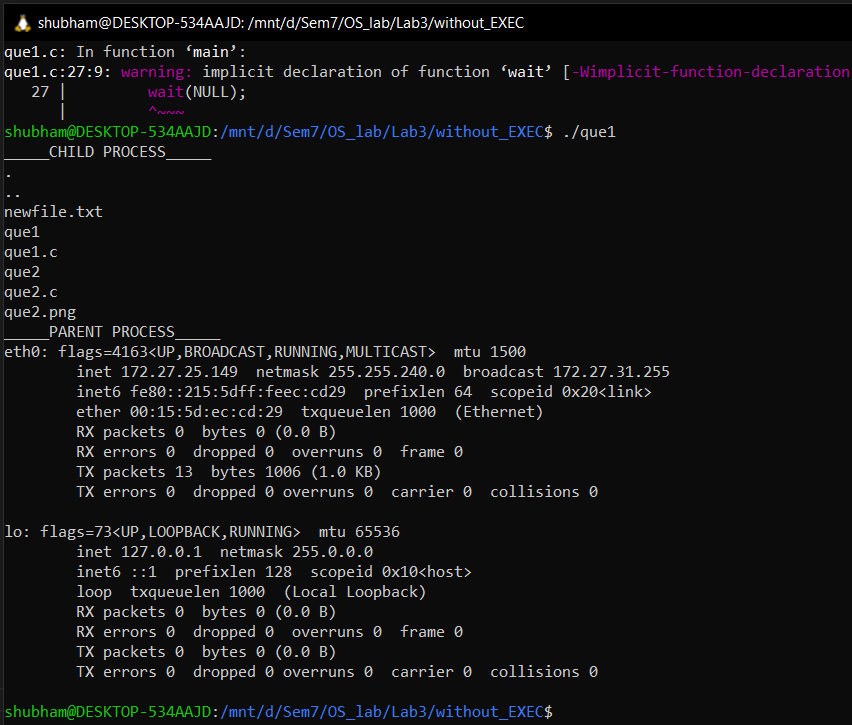 shubham@DESKTOP-534AAJD: /mnt/d/Sem7/OS_lab/Lab3/without_EXEC
que1.c: In function ‘main’:
que1.c:27:9: warning: implicit declaration of function ‘wait’ [-Wimplicit-function-declaration
   27 |         wait(NULL);
      |         ^~~~
shubham@DESKTOP-534AAJD:/mnt/d/Sem7/OS_lab/Lab3/without_EXEC$ ./que1
_____CHILD PROCESS_____
.
..
newfile.txt
que1
que1.c
que2
que2.c
que2.png
_____PARENT PROCESS_____
eth0: flags=4163<UP,BROADCAST,RUNNING,MULTICAST>  mtu 1500
        inet 172.27.25.149  netmask 255.255.240.0  broadcast 172.27.31.255
        inet6 fe80::215:5dff:feec:cd29  prefixlen 64  scopeid 0x20<link>
        ether 00:15:5d:ec:cd:29  txqueuelen 1000  (Ethernet)
        RX packets 0  bytes 0 (0.0 B)
        RX errors 0  dropped 0  overruns 0  frame 0
        TX packets 13  bytes 1006 (1.0 KB)
        TX errors 0  dropped 0 overruns 0  carrier 0  collisions 0

lo: flags=73<UP,LOOPBACK,RUNNING>  mtu 65536
        inet 127.0.0.1  netmask 255.0.0.0
        inet6 ::1  prefixlen 128  scopeid 0x10<host>
        loop  txqueuelen 1000  (Local Loopback)
        RX packets 0  bytes 0 (0.0 B)
        RX errors 0  dropped 0  overruns 0  frame 0
        TX packets 0  bytes 0 (0.0 B)
        TX errors 0  dropped 0 overruns 0  carrier 0  collisions 0

shubham@DESKTOP-534AAJD:/mnt/d/Sem7/OS_lab/Lab3/without_EXEC$